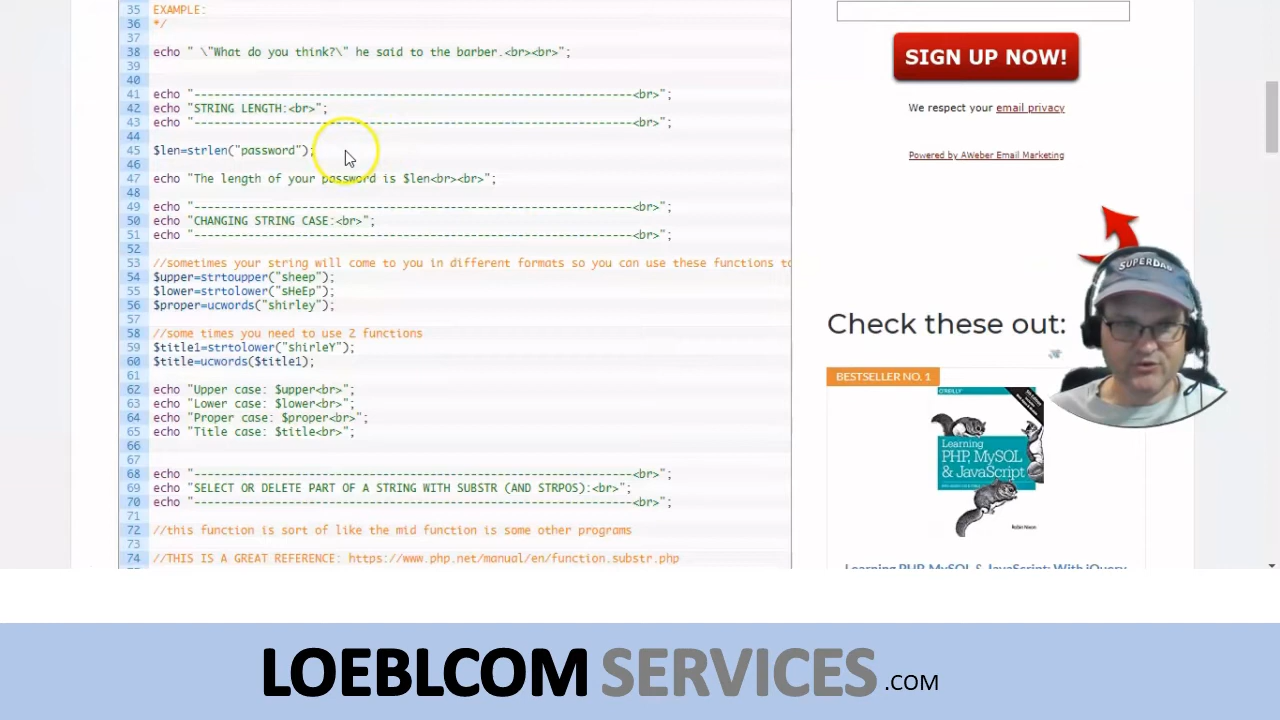 35 EXAMPLE:
36 */
37
38 echo " \"What do you think?\" he said to the barber.<br><br>";
39
40
41 echo "-----------------------------------------------------------------<br>";
42 echo "STRING LENGTH:<br>";
43 echo "-----------------------------------------------------------------<br>";
44
45 $len=strlen("password");
46
47 echo "The length of your password is $len<br><br>";
48
49 echo "-----------------------------------------------------------------<br>";
50 echo "CHANGING STRING CASE:<br>";
51 echo "-----------------------------------------------------------------<br>";
52
53 //sometimes your string will come to you in different formats so you can use these functions to
54 $upper=strtoupper("sheep");
55 $lower=strtolower("sHeEp");
56 $proper=ucwords("shirley");
57
58 //some times you need to use 2 functions
59 $title1=strtolower("shirleY");
60 $title=ucwords($title1);
61
62 echo "Upper case: $upper<br>";
63 echo "Lower case: $lower<br>";
64 echo "Proper case: $proper<br>";
65 echo "Title case: $title<br>";
66
67
68 echo "-----------------------------------------------------------------<br>";
69 echo "SELECT OR DELETE PART OF A STRING WITH SUBSTR (AND STRPOS):<br>";
70 echo "-----------------------------------------------------------------<br>";
71
72 //this function is sort of like the mid function is some other programs
73
74 //THIS IS A GREAT REFERENCE: https://www.php.net/manual/en/function.substr.php
SIGN UP NOW!
We respect your email privacy
Powered by AWeber Email Marketing
SUPERDAD
Check these out:
BESTSELLER NO. 1
O'REILLY
Learning
PHP, MySQL
& JavaScript
Robin Nixon
Learning PHP, MySQL & JavaScript: With jQuery
LOEBLCOM SERVICES .COM